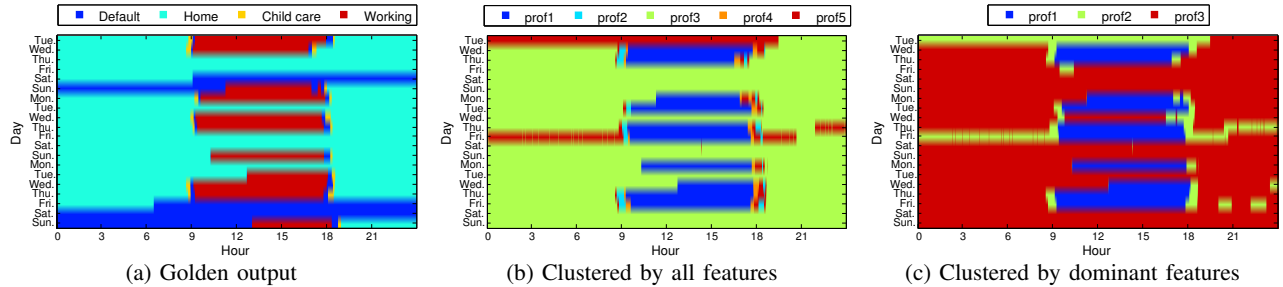 Default Home Child care Working
Tue.
Wed.
Thu.
Fri.
Sat.
Sun.
Mon.
Tue.
Wed.
Thu.
Fri.
Sat.
Sun.
Mon.
Tue.
Wed.
Thu.
Fri.
Sat.
Sun.
Day
0 3 6 9 12 15 18 21
Hour
(a) Golden output
prof1 prof2 prof3 prof4 prof5
Tue.
Wed.
Thu.
Fri.
Sat.
Sun.
Mon.
Tue.
Wed.
Thu.
Fri.
Sat.
Sun.
Mon.
Tue.
Wed.
Thu.
Fri.
Sat.
Sun.
Day
0 3 6 9 12 15 18 21
Hour
(b) Clustered by all features
prof1 prof2 prof3
Tue.
Wed.
Thu.
Fri.
Sat.
Sun.
Mon.
Tue.
Wed.
Thu.
Fri.
Sat.
Sun.
Mon.
Tue.
Wed.
Thu.
Fri.
Sat.
Sun.
Day
0 3 6 9 12 15 18 21
Hour
(c) Clustered by dominant features